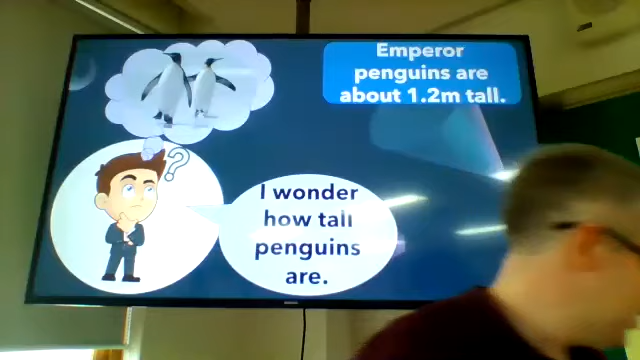 Emperor
penguins are
about 1.2m tall.
?
I wonder
how tall
penguins
are.